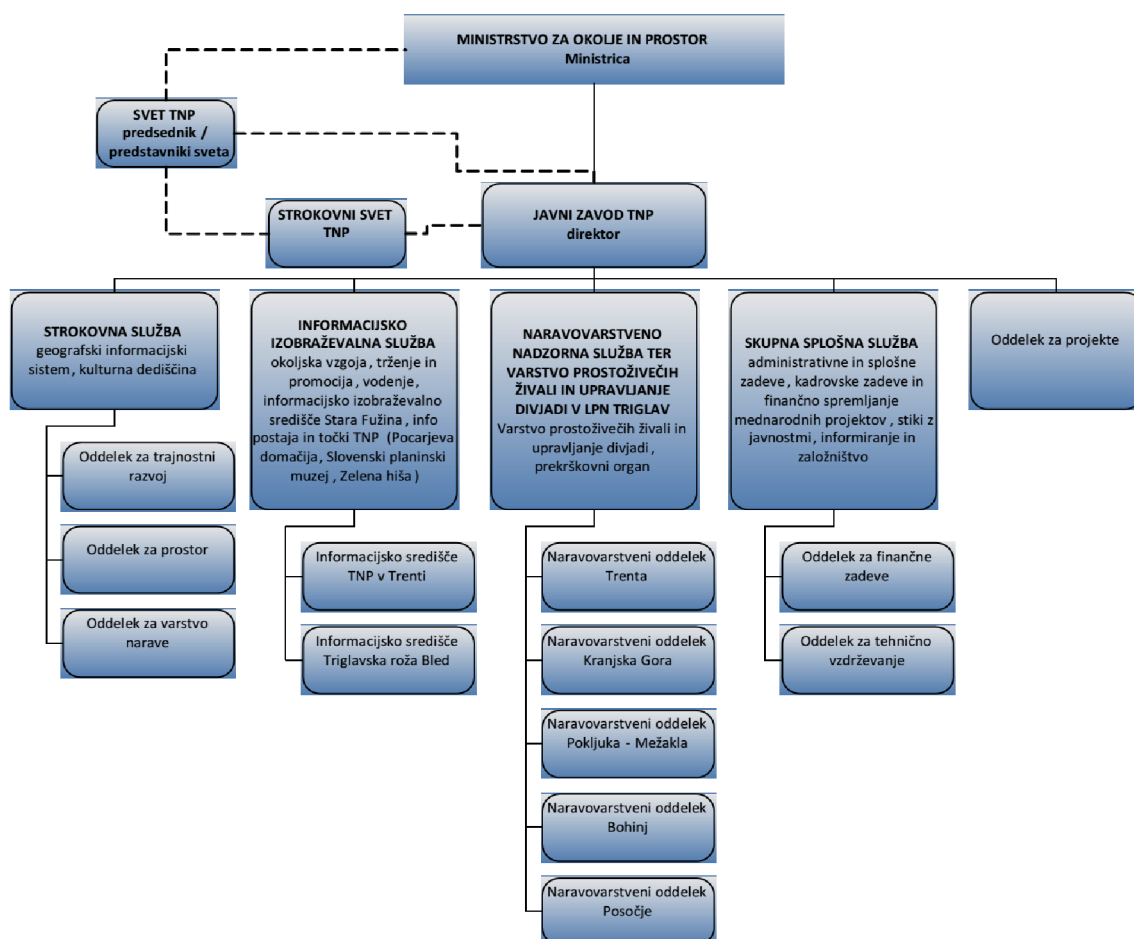 MINISTRSTVO ZA OKOLJE IN PROSTOR
Ministrica
SVET TNP
predsednik /
predstavniki sveta
STROKOVNI SVET
TNP
JAVNI ZAVOD TNP
direktor
STROKOVNA SLUŽBA
geografski informacijski
sistem , kulturna dediščina
Oddelek za trajnostni
razvoj
Oddelek za prostor
Oddelek za varstvo
narave
INFORMACIJSKO
IZOBRAŽEVALNA SLUŽBA
okoljska vzgoja , trženje in
promocija , vodenje ,
informacijsko izobraževalno
središče Stara Fužina , info
postaja in točki TNP (Pocarjeva
domačija , Slovenski planinski
muzej , Zelena hiša )
Informacijsko središče
TNP v Trenti
Informacijsko središče
Triglavska roža Bled
NARAVOVARSTVENO
NADZORNA SLUŽBA TER
VARSTVO PROSTOŽIVEČIH
ŽIVALI IN UPRAVLJANJE
DIVJADI V LPN TRIGLAV
Varstvo prostoživečih živali in
upravljanje divjadi ,
prekrškovni organ
Naravovarstveni oddelek
Trenta
Naravovarstveni oddelek
Kranjska Gora
Naravovarstveni oddelek
Pokljuka - Mežakla
Naravovarstveni oddelek
Bohinj
Naravovarstveni oddelek
Posočje
SKUPNA SPLOŠNA SLUŽBA
administrativne in splošne
zadeve , kadrovske zadeve in
finančno spremljanje
mednarodnih projektov , stiki z
javnostmi , informiranje in
založništvo
Oddelek za finančne
zadeve
Oddelek za tehnično
vzdrževanje
Oddelek za projekte